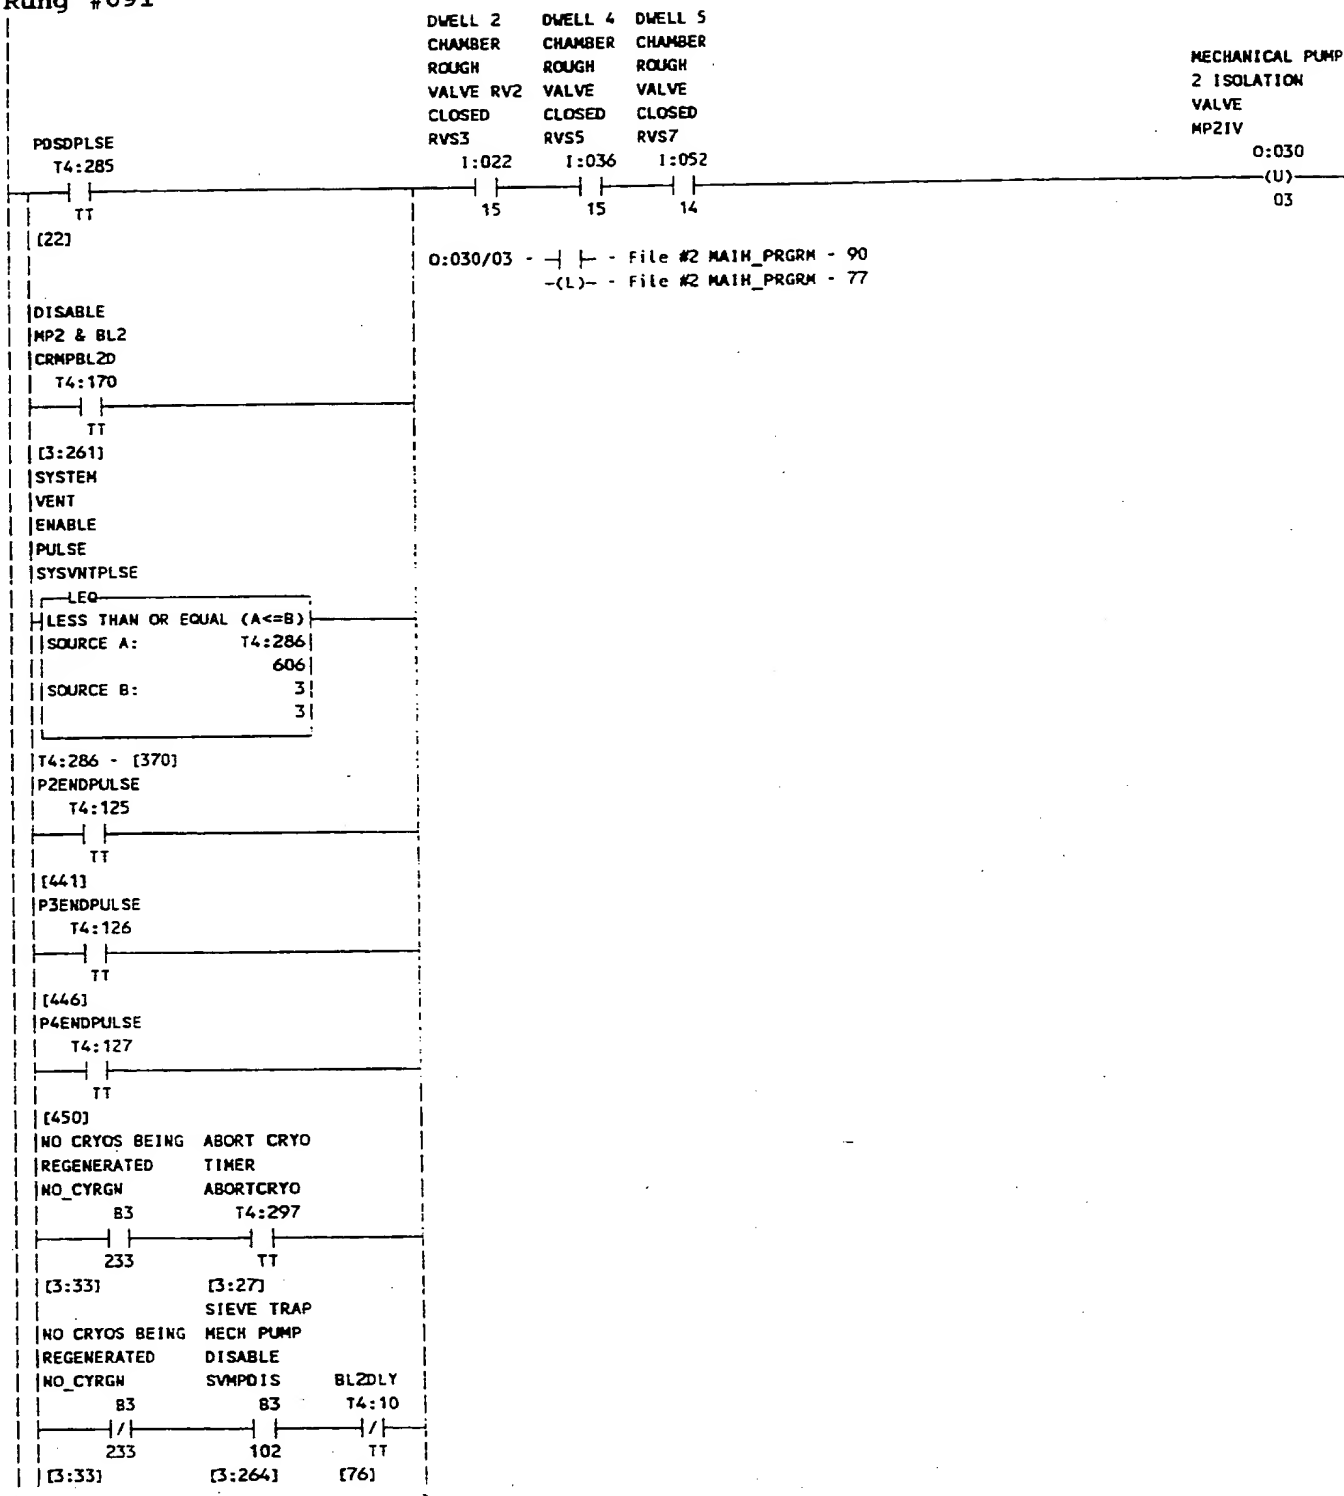 Rung #091
DWELL 2 DWELL 4 DWELL 5
CHAMBER CHAMBER CHAMBER
ROUGH ROUGH ROUGH
VALVE RV2 VALVE VALVE
CLOSED CLOSED CLOSED
RVS3 RVS5 RVS7
I:022 I:036 I:052
15 15 14
MECHANICAL PUMP
2 ISOLATION
VALVE
MP2IV
O:030
(U)
03
PDSDPLSE
T4:285
TT
[22]
O:030/03 - ┤ ├ - File #2 MAIN_PRGRM - 90
-(L)- - File #2 MAIN_PRGRM - 77
DISABLE
MP2 & BL2
CRMPBL2D
T4:170
TT
[3:261]
SYSTEM
VENT
ENABLE
PULSE
SYSVNTPLSE
LEQ
LESS THAN OR EQUAL (A<=B)
SOURCE A: T4:286
606
SOURCE B: 3
3
T4:286 - [370]
P2ENDPULSE
T4:125
TT
[441]
P3ENDPULSE
T4:126
TT
[446]
P4ENDPULSE
T4:127
TT
[450]
NO CRYOS BEING ABORT CRYO
REGENERATED TIMER
NO_CYRGN ABORTCRYO
B3 T4:297
233 TT
[3:33] [3:27]
SIEVE TRAP
NO CRYOS BEING MECH PUMP
REGENERATED DISABLE
NO_CYRGN SVMPDIS BL2DLY
B3 B3 T4:10
233 102 TT
[3:33] [3:264] [76]